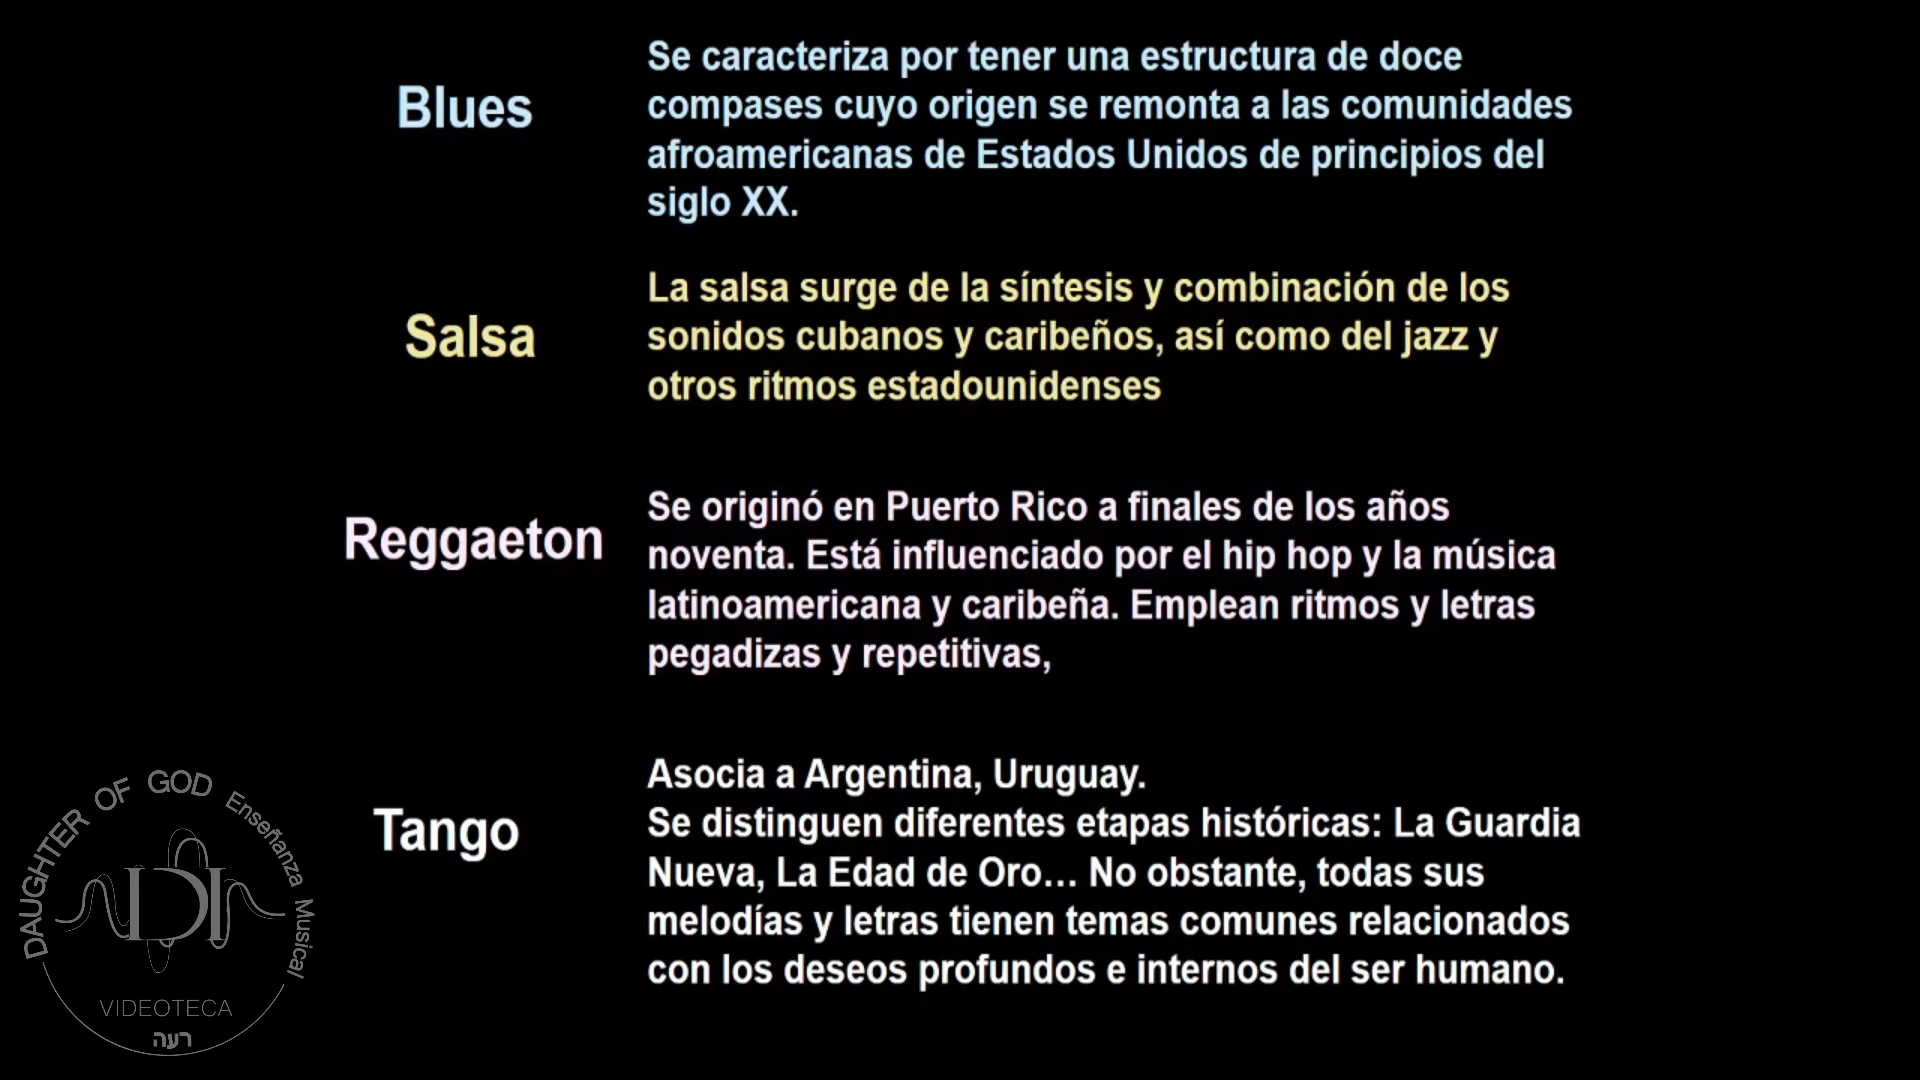 Blues
Se caracteriza por tener una estructura de doce
compases cuyo origen se remonta a las comunidades
afroamericanas de Estados Unidos de principios del
siglo XX.
Salsa
La salsa surge de la síntesis y combinación de los
sonidos cubanos y caribeños, así como del jazz y
otros ritmos estadounidenses
Reggaeton
Se originó en Puerto Rico a finales de los años
noventa. Está influenciado por el hip hop y la música
latinoamericana y caribeña. Emplean ritmos y letras
pegadizas y repetitivas,
Tango
Asocia a Argentina, Uruguay.
Se distinguen diferentes etapas históricas: La Guardia
Nueva, La Edad de Oro... No obstante, todas sus
melodías y letras tienen temas comunes relacionados
con los deseos profundos e internos del ser humano.
DAUGHTER OF GOD Enseñanza Musical
VIDEOTECA
רעה